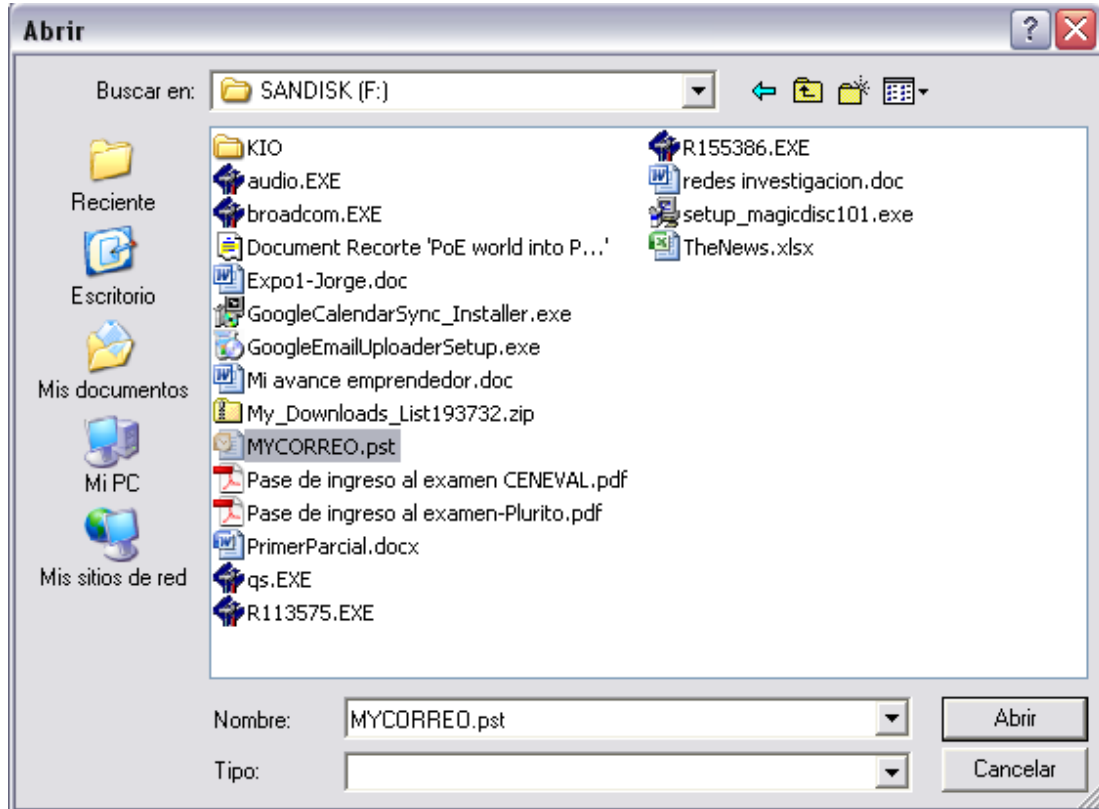 Abrir
Buscar en:
SANDISK (F:)
Reciente
Escritorio
Mis documentos
Mi PC
Mis sitios de red
KIO
audio.EXE
broadcom.EXE
Document Recorte 'PoE world into P...'
Expo1-Jorge.doc
GoogleCalendarSync_Installer.exe
GoogleEmailUploaderSetup.exe
Mi avance emprendedor.doc
My_Downloads_List193732.zip
MYCORREO.pst
Pase de ingreso al examen CENEVAL.pdf
Pase de ingreso al examen-Plurito.pdf
PrimerParcial.docx
qs.EXE
R113575.EXE
R155386.EXE
redes investigacion.doc
setup_magicdisc101.exe
TheNews.xlsx
Nombre:
MYCORREO.pst
Abrir
Tipo:
Cancelar